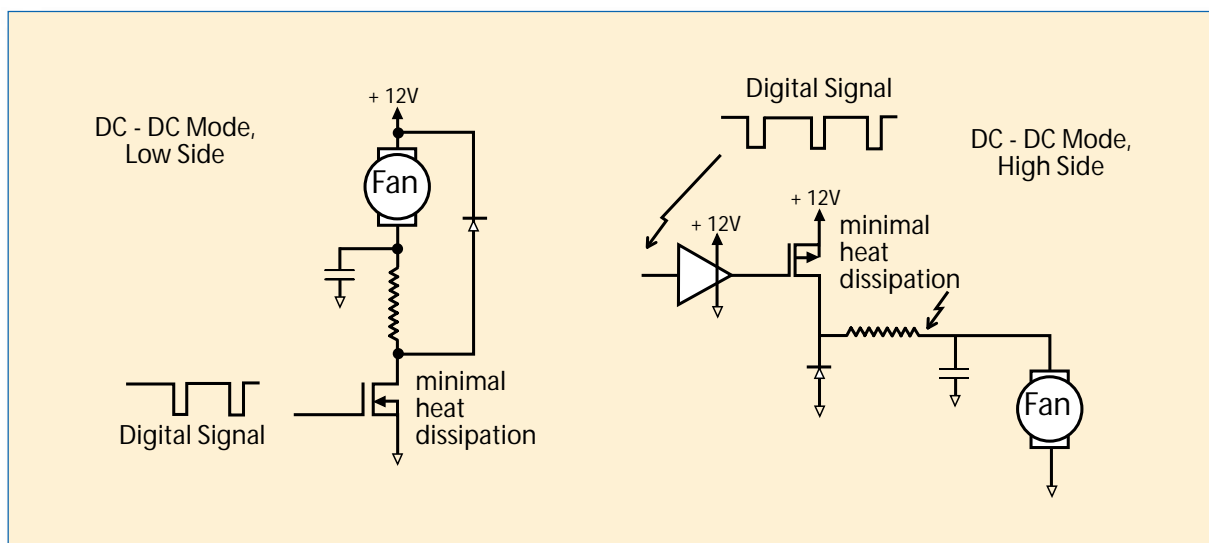 DC - DC Mode,
Low Side
+ 12V
Fan
Digital Signal
minimal
heat
dissipation
Digital Signal
DC - DC Mode,
High Side
+ 12V
+ 12V
minimal
heat
dissipation
Fan